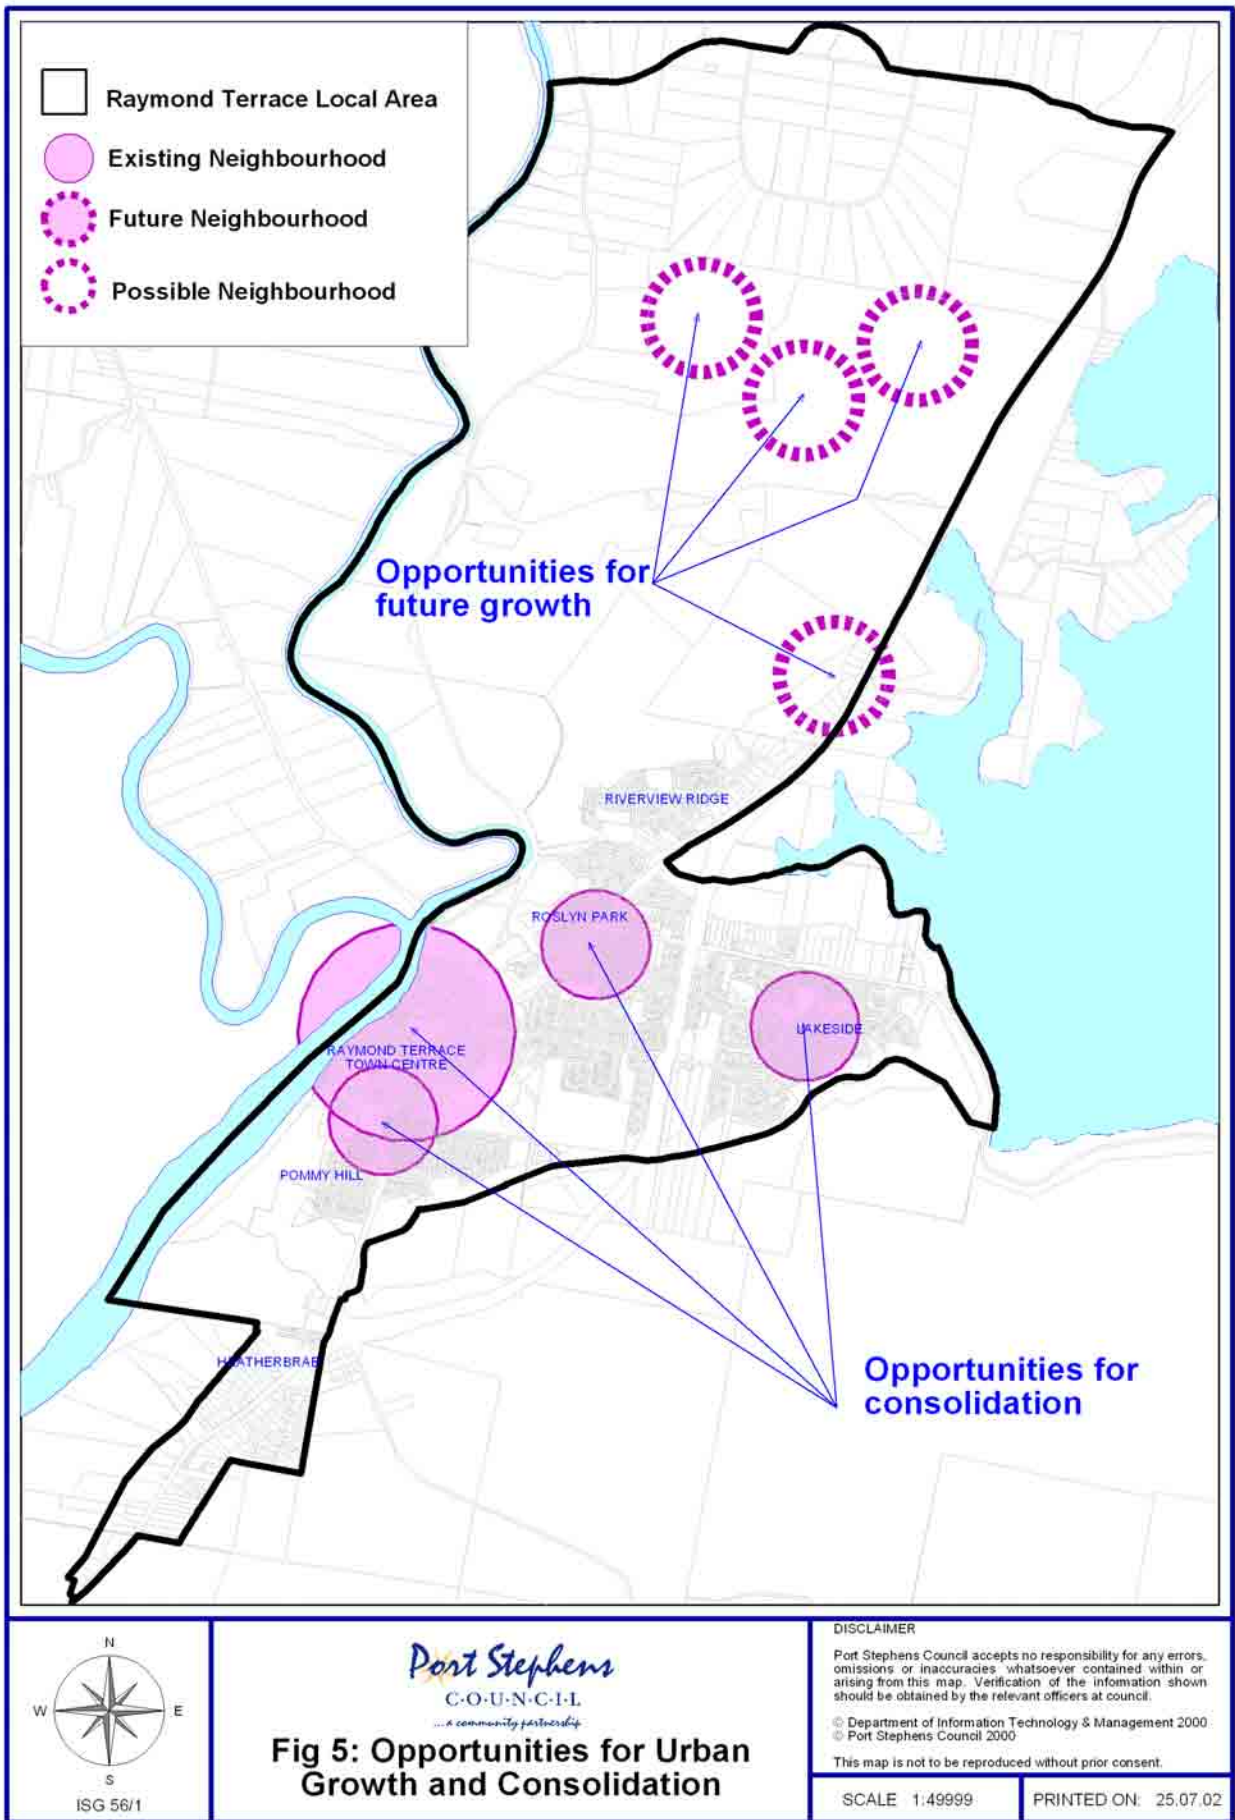 Raymond Terrace Local Area
Existing Neighbourhood
Future Neighbourhood
Possible Neighbourhood
Opportunities for
future growth
RIVERVIEW RIDGE
ROSLYN PARK
LAKESIDE
RAYMOND TERRACE
TOWN CENTRE
POMMY HILL
HEATHERBRAE
Opportunities for
consolidation
N
W E
S
ISG 56/1
Port Stephens
C·O·U·N·C·I·L
...a community partnership
Fig 5: Opportunities for Urban
Growth and Consolidation
DISCLAIMER
Port Stephens Council accepts no responsibility for any errors,
omissions or inaccuracies whatsoever contained within or
arising from this map. Verification of the information shown
should be obtained by the relevant officers at council.
© Department of Information Technology & Management 2000
© Port Stephens Council 2000
This map is not to be reproduced without prior consent.
SCALE 1:49999
PRINTED ON: 25.07.02